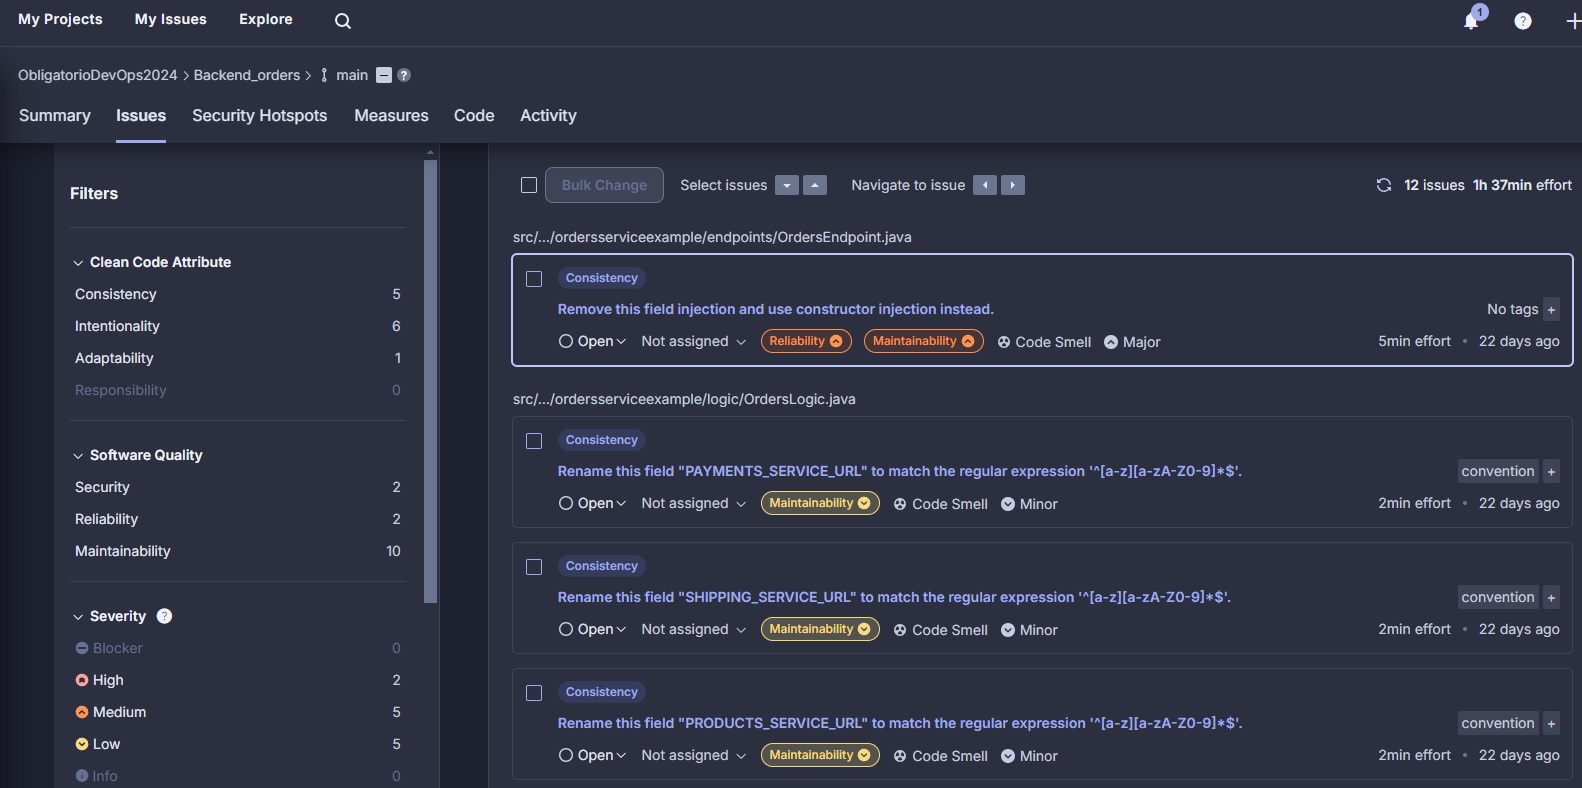 My Projects My Issues Explore 1 ?
ObligatorioDevOps2024 > Backend_orders > main ?
Summary Issues Security Hotspots Measures Code Activity
Filters
Clean Code Attribute
Consistency 5
Intentionality 6
Adaptability 1
Responsibility 0
Software Quality
Security 2
Reliability 2
Maintainability 10
Severity ?
Blocker 0
High 2
Medium 5
Low 5
Info 0
Bulk Change Select issues Navigate to issue 12 issues 1h 37min effort
src/.../ordersserviceexample/endpoints/OrdersEndpoint.java
Consistency
Remove this field injection and use constructor injection instead. No tags +
Open Not assigned Reliability Maintainability Code Smell Major 5min effort • 22 days ago
src/.../ordersserviceexample/logic/OrdersLogic.java
Consistency
Rename this field "PAYMENTS_SERVICE_URL" to match the regular expression '^[a-z][a-zA-Z0-9]*$'. convention +
Open Not assigned Maintainability Code Smell Minor 2min effort • 22 days ago
Consistency
Rename this field "SHIPPING_SERVICE_URL" to match the regular expression '^[a-z][a-zA-Z0-9]*$'. convention +
Open Not assigned Maintainability Code Smell Minor 2min effort • 22 days ago
Consistency
Rename this field "PRODUCTS_SERVICE_URL" to match the regular expression '^[a-z][a-zA-Z0-9]*$'. convention +
Open Not assigned Maintainability Code Smell Minor 2min effort • 22 days ago